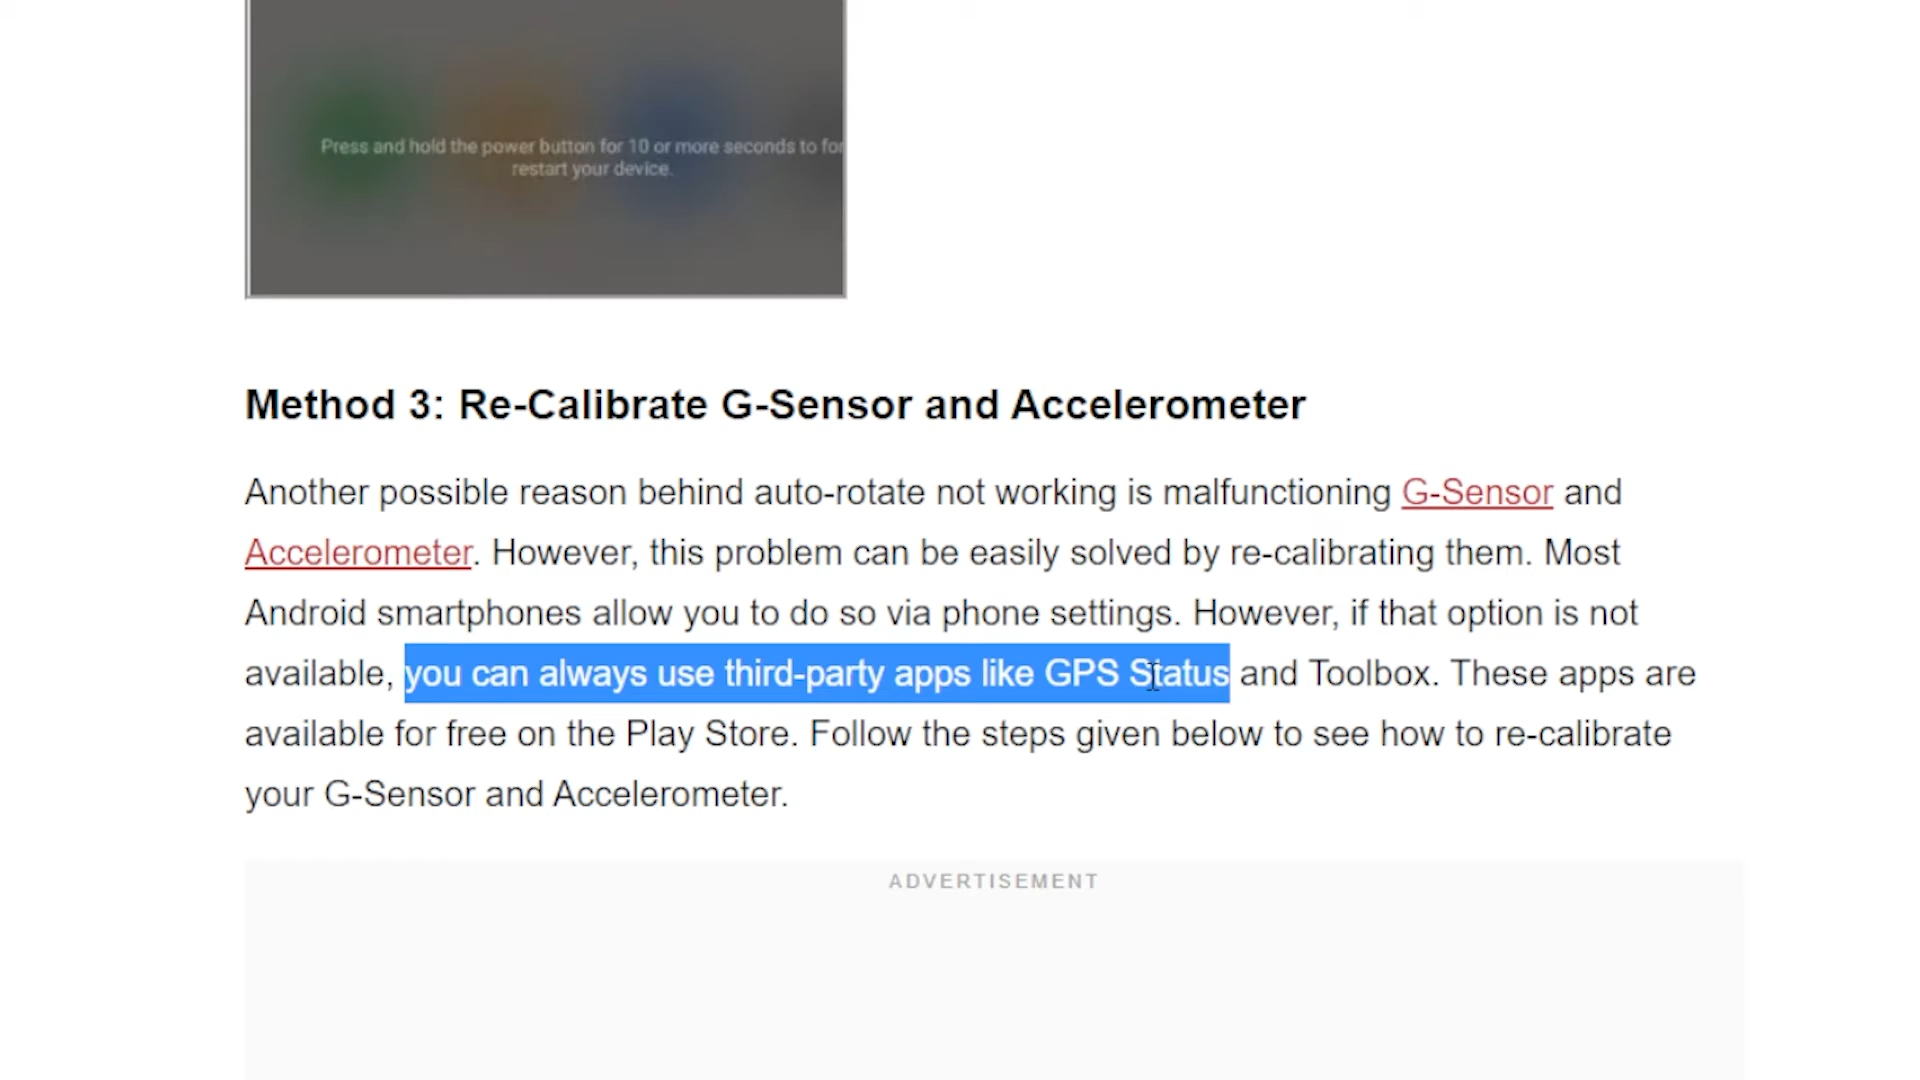 Press and hold the power button for 10 or more seconds to for
restart your device.
Method 3: Re-Calibrate G-Sensor and Accelerometer
Another possible reason behind auto-rotate not working is malfunctioning G-Sensor and
Accelerometer. However, this problem can be easily solved by re-calibrating them. Most
Android smartphones allow you to do so via phone settings. However, if that option is not
available, you can always use third-party apps like GPS Status and Toolbox. These apps are
available for free on the Play Store. Follow the steps given below to see how to re-calibrate
your G-Sensor and Accelerometer.
ADVERTISEMENT